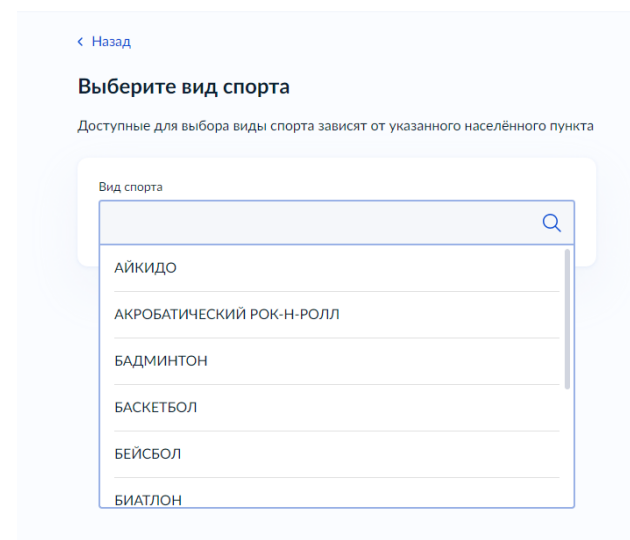 Назад
Выберите вид спорта
Доступные для выбора виды спорта зависят от указанного населённого пункта
Вид спорта
АЙКИДО
АКРОБАТИЧЕСКИЙ РОК-Н-РОЛЛ
БАДМИНТОН
БАСКЕТБОЛ
БЕЙСБОЛ
БИАТЛОН